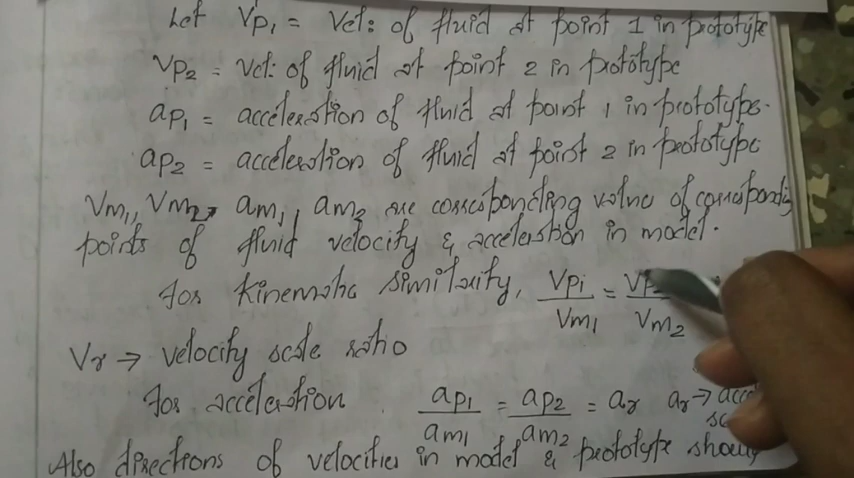 Let Vp1 = Vel: of fluid at point 1 in prototype
Vp2 = Vel: of fluid at point 2 in prototype
ap1 = acceleration of fluid at point 1 in prototype.
ap2 = acceleration of fluid at point 2 in prototype
Vm1, Vm2, am1, am2 are corresponding value of
points of fluid velocity & acceleration in model.
For Kinematic similarity, Vp1/Vm1 = Vp2/Vm2
Vr → velocity scale ratio
For acceleration ap1/am1 = ap2/am2 = ar ar →
Also directions of velocities in model & prototype should